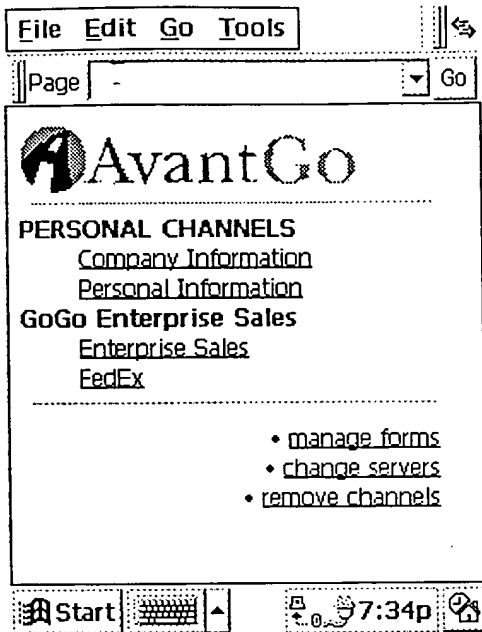 File Edit Go Tools
Page - Go
AvantGo
PERSONAL CHANNELS
Company Information
Personal Information
GoGo Enterprise Sales
Enterprise Sales
FedEx
• manage forms
• change servers
• remove channels
Start 7:34p